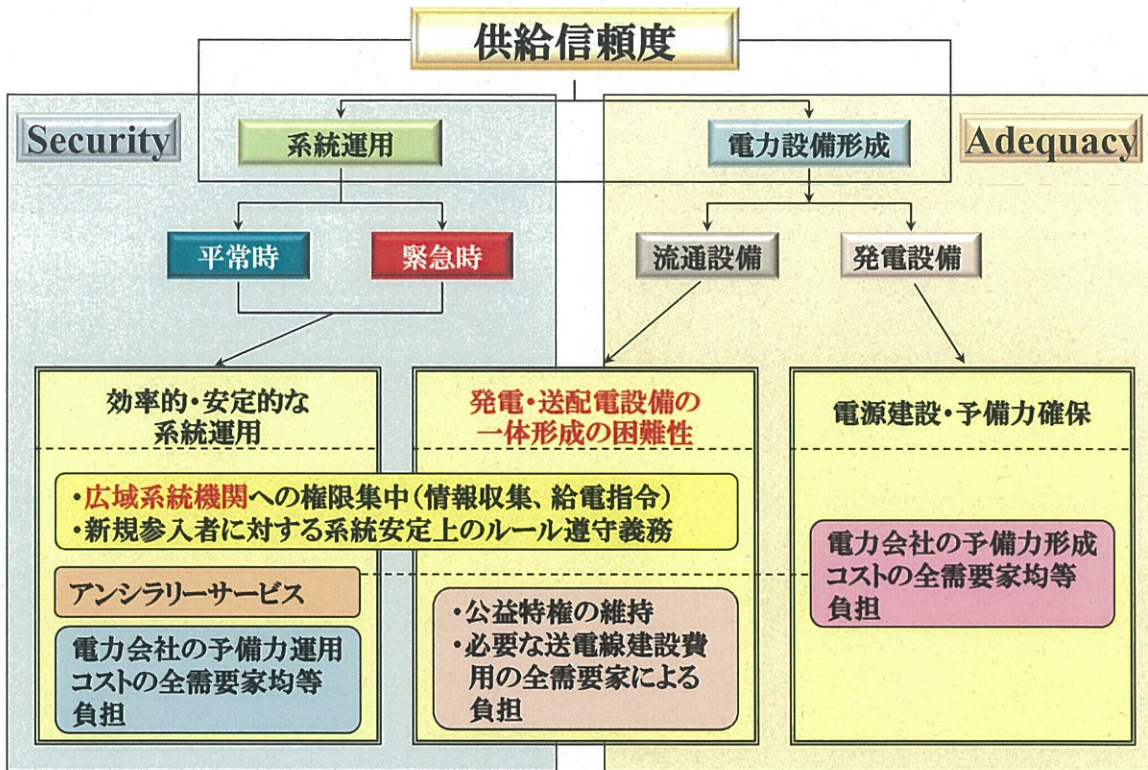 供給信頼度
Security
系統運用
電力設備形成
Adequacy
平常時
緊急時
流通設備
発電設備
効率的・安定的な
系統運用
発電・送配電設備の
一体形成の困難性
電源建設・予備力確保
・広域系統機関への権限集中（情報収集、給電指令）
・新規参入者に対する系統安定上のルール遵守義務
アンシラリーサービス
電力会社の予備力運用
コストの全需要家均等
負担
・公益特権の維持
・必要な送電線建設費
用の全需要家による
負担
電力会社の予備力形成
コストの全需要家均等
負担